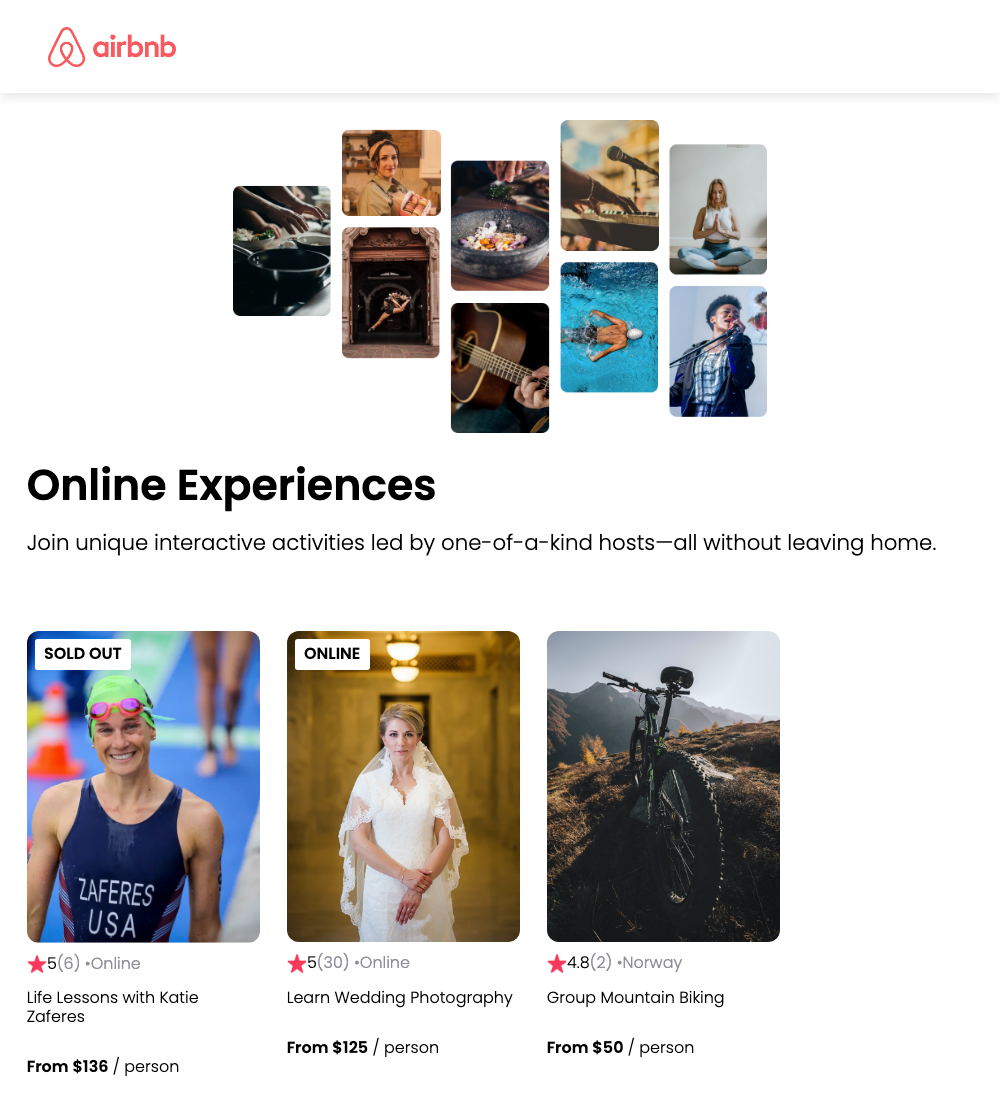 airbnb
Online Experiences
Join unique interactive activities led by one-of-a-kind hosts—all without leaving home.
SOLD OUT
ZAFERES
USA
5(6) •Online
Life Lessons with Katie
Zaferes
From $136 / person
ONLINE
5(30) •Online
Learn Wedding Photography
From $125 / person
4.8(2) •Norway
Group Mountain Biking
From $50 / person